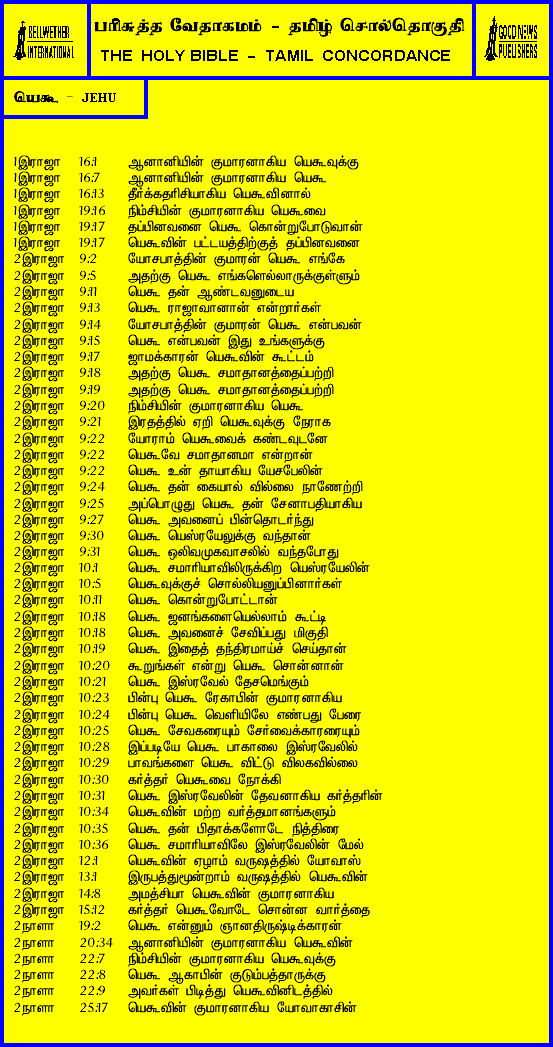 BELLWETHER
INTERNATIONAL
பரிசுத்த வேதாகமம் - தமிழ் சொல்தொகுதி
THE HOLY BIBLE - TAMIL CONCORDANCE
GOOD NEWS
PUBLISHERS
யெகூ - JEHU
1இராஜா 16:1 ஆனானியின் குமாரனாகிய யெகூவுக்கு
1இராஜா 16:7 ஆனானியின் குமாரனாகிய யெகூ
1இராஜா 16:13 தீர்க்கதரிசியாகிய யெகூவினால்
1இராஜா 19:16 நிம்சியின் குமாரனாகிய யெகூவை
1இராஜா 19:17 தப்பினவனை யெகூ கொன்றுபோடுவான்
1இராஜா 19:17 யெகூவின் பட்டயத்திற்குத் தப்பினவனை
2இராஜா 9:2 யோசபாத்தின் குமாரன் யெகூ எங்கே
2இராஜா 9:5 அதற்கு யெகூ எங்களெல்லாருக்குள்ளும்
2இராஜா 9:11 யெகூ தன் ஆண்டவனுடைய
2இராஜா 9:13 யெகூ ராஜாவானான் என்றார்கள்
2இராஜா 9:14 யோசபாத்தின் குமாரன் யெகூ என்பவன்
2இராஜா 9:15 யெகூ என்பவன் இது உங்களுக்கு
2இராஜா 9:17 ஜாமக்காரன் யெகூவின் கூட்டம்
2இராஜா 9:18 அதற்கு யெகூ சமாதானத்தைப்பற்றி
2இராஜா 9:19 அதற்கு யெகூ சமாதானத்தைப்பற்றி
2இராஜா 9:20 நிம்சியின் குமாரனாகிய யெகூ
2இராஜா 9:21 இரதத்தில் ஏறி யெகூவுக்கு நேராக
2இராஜா 9:22 யோராம் யெகூவைக் கண்டவுடனே
2இராஜா 9:22 யெகூவே சமாதானமா என்றான்
2இராஜா 9:22 யெகூ உன் தாயாகிய யேசபேலின்
2இராஜா 9:24 யெகூ தன் கையால் வில்லை நாணேற்றி
2இராஜா 9:25 அப்பொழுது யெகூ தன் சேனாபதியாகிய
2இராஜா 9:27 யெகூ அவனைப் பின்தொடர்ந்து
2இராஜா 9:30 யெகூ யெஸ்ரயேலுக்கு வந்தான்
2இராஜா 9:31 யெகூ ஒலிவமுகவாசலில் வந்தபோது
2இராஜா 10:1 யெகூ சமாரியாவிலிருக்கிற யெஸ்ரயேலின்
2இராஜா 10:5 யெகூவுக்குச் சொல்லியனுப்பினார்கள்
2இராஜா 10:11 யெகூ கொன்றுபோட்டான்
2இராஜா 10:18 யெகூ ஜனங்களையெல்லாம் கூட்டி
2இராஜா 10:18 யெகூ அவனைச் சேவிப்பது மிகுதி
2இராஜா 10:19 யெகூ இதைத் தந்திரமாய்ச் செய்தான்
2இராஜா 10:20 கூறுங்கள் என்று யெகூ சொன்னான்
2இராஜா 10:21 யெகூ இஸ்ரவேல் தேசமெங்கும்
2இராஜா 10:23 பின்பு யெகூ ரேகாபின் குமாரனாகிய
2இராஜா 10:24 பின்பு யெகூ வெளியிலே எண்பது பேரை
2இராஜா 10:25 யெகூ சேவகரையும் சேர்வைக்காரரையும்
2இராஜா 10:28 இப்படியே யெகூ பாகாலை இஸ்ரவேலில்
2இராஜா 10:29 பாவங்களை யெகூ விட்டு விலகவில்லை
2இராஜா 10:30 கர்த்தர் யெகூவை நோக்கி
2இராஜா 10:31 யெகூ இஸ்ரவேலின் தேவனாகிய கர்த்தரின்
2இராஜா 10:34 யெகூவின் மற்ற வர்த்தமானங்களும்
2இராஜா 10:35 யெகூ தன் பிதாக்களோடே நித்திரை
2இராஜா 10:36 யெகூ சமாரியாவிலே இஸ்ரவேலின் மேல்
2இராஜா 12:1 யெகூவின் ஏழாம் வருஷத்தில் யோவாஸ்
2இராஜா 13:1 இருபத்துமூன்றாம் வருஷத்தில் யெகூவின்
2இராஜா 14:8 அமத்சியா யெகூவின் குமாரனாகிய
2இராஜா 15:12 கர்த்தர் யெகூவோடே சொன்ன வார்த்தை
2நாளா 19:2 யெகூ என்னும் ஞானதிருஷ்டிக்காரன்
2நாளா 20:34 ஆனானியின் குமாரனாகிய யெகூவின்
2நாளா 22:7 நிம்சியின் குமாரனாகிய யெகூவுக்கு
2நாளா 22:8 யெகூ ஆகாபின் குடும்பத்தாருக்கு
2நாளா 22:9 அவர்கள் பிடித்து யெகூவினிடத்தில்
2நாளா 25:17 யெகூவின் குமாரனாகிய யோவாகாசின்